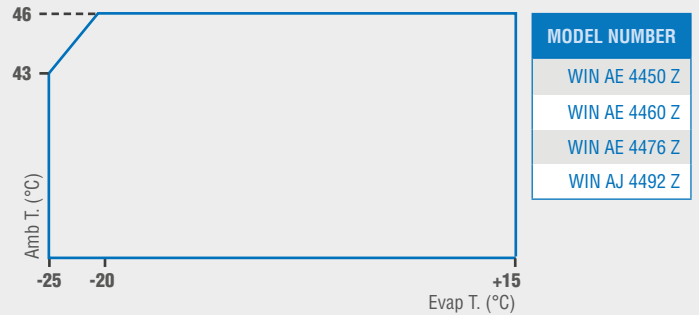 46
43
Amb T. (°C)
-25 -20 +15
Evap T. (°C)
MODEL NUMBER
WIN AE 4450 Z
WIN AE 4460 Z
WIN AE 4476 Z
WIN AJ 4492 Z